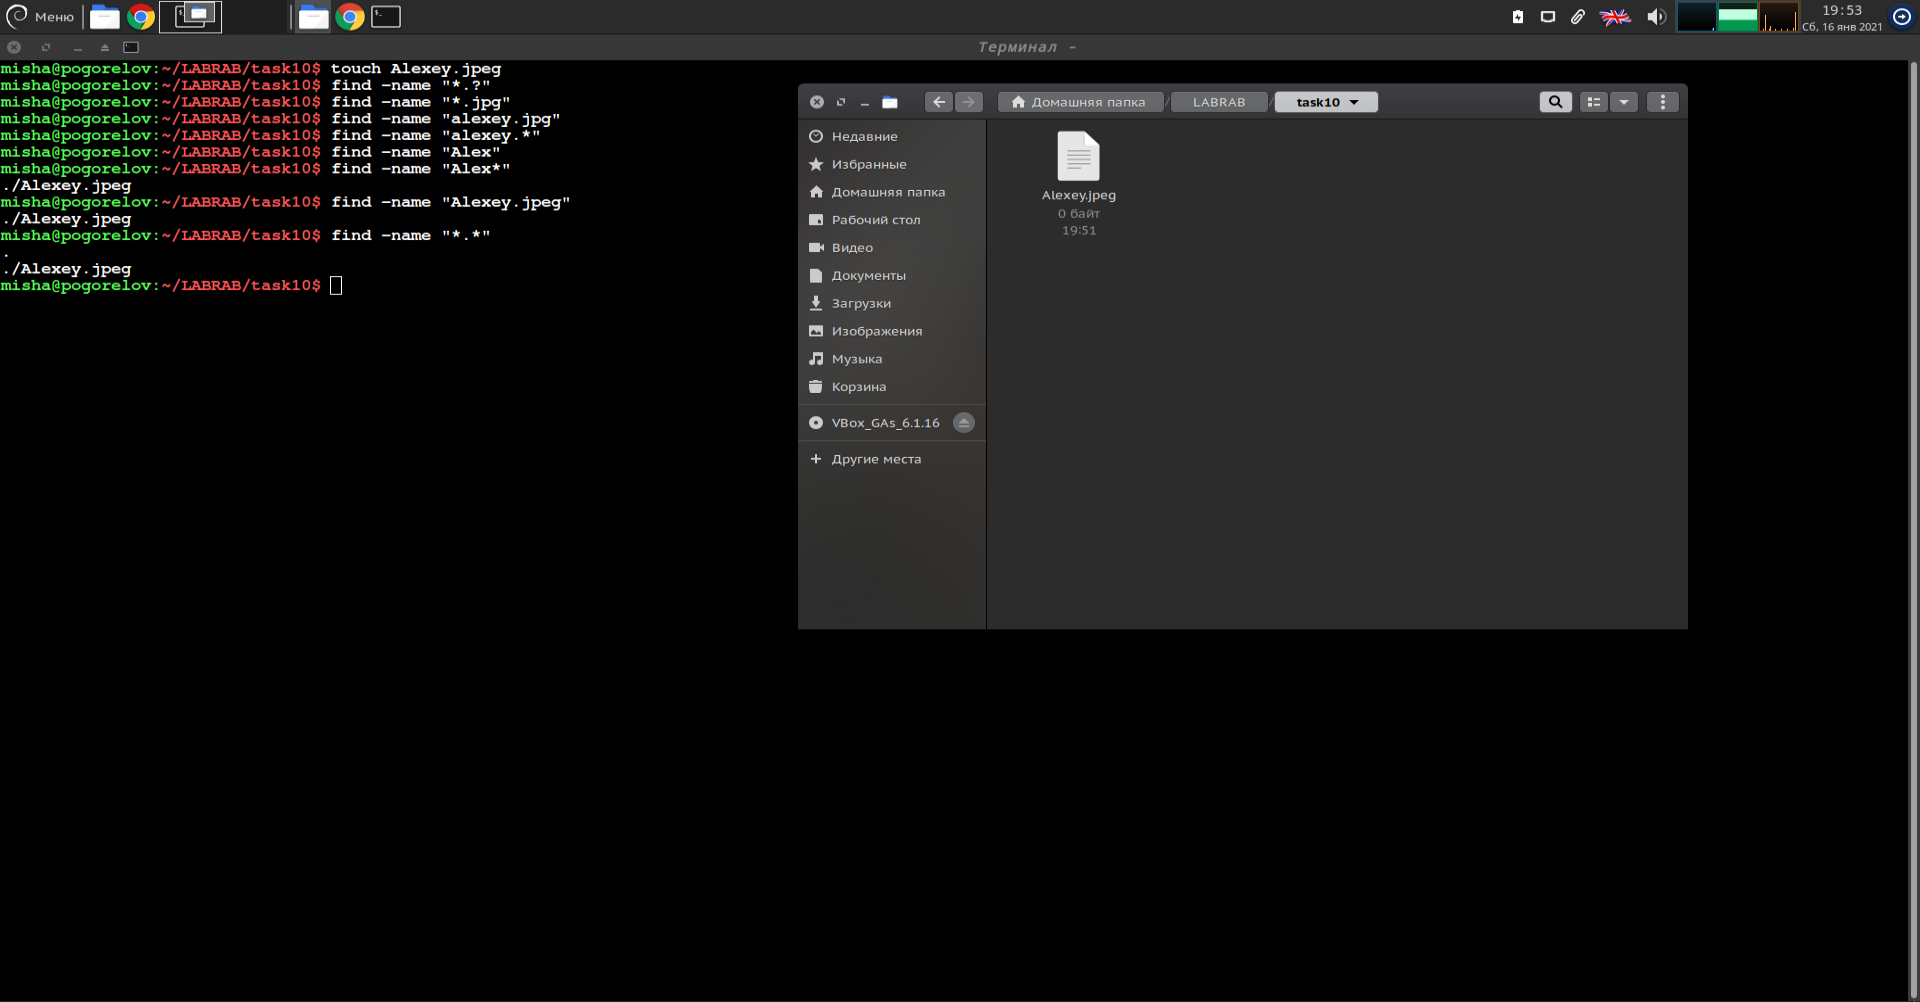 Меню
19:53
Сб, 16 янв 2021
Терминал -
misha@pogorelov:~/LABRAB/task10$ touch Alexey.jpeg
misha@pogorelov:~/LABRAB/task10$ find -name "*.?"
misha@pogorelov:~/LABRAB/task10$ find -name "*.jpg"
misha@pogorelov:~/LABRAB/task10$ find -name "alexey.jpg"
misha@pogorelov:~/LABRAB/task10$ find -name "alexey.*"
misha@pogorelov:~/LABRAB/task10$ find -name "Alex"
misha@pogorelov:~/LABRAB/task10$ find -name "Alex*"
./Alexey.jpeg
misha@pogorelov:~/LABRAB/task10$ find -name "Alexey.jpeg"
./Alexey.jpeg
misha@pogorelov:~/LABRAB/task10$ find -name "*.*"
.
./Alexey.jpeg
misha@pogorelov:~/LABRAB/task10$
Домашняя папка / LABRAB / task10
Недавние
Избранные
Домашняя папка
Рабочий стол
Видео
Документы
Загрузки
Изображения
Музыка
Корзина
VBox_GAs_6.1.16
Другие места
Alexey.jpeg
0 байт
19:51